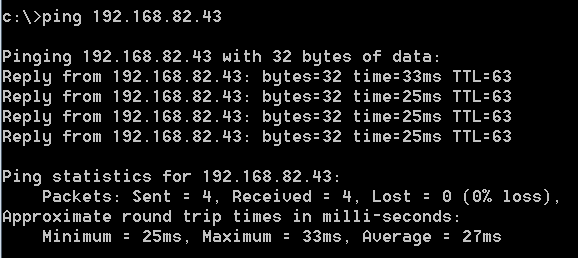 c:\>ping 192.168.82.43
Pinging 192.168.82.43 with 32 bytes of data:
Reply from 192.168.82.43: bytes=32 time=33ms TTL=63
Reply from 192.168.82.43: bytes=32 time=25ms TTL=63
Reply from 192.168.82.43: bytes=32 time=25ms TTL=63
Reply from 192.168.82.43: bytes=32 time=25ms TTL=63
Ping statistics for 192.168.82.43:
Packets: Sent = 4, Received = 4, Lost = 0 (0% loss),
Approximate round trip times in milli-seconds:
Minimum = 25ms, Maximum = 33ms, Average = 27ms